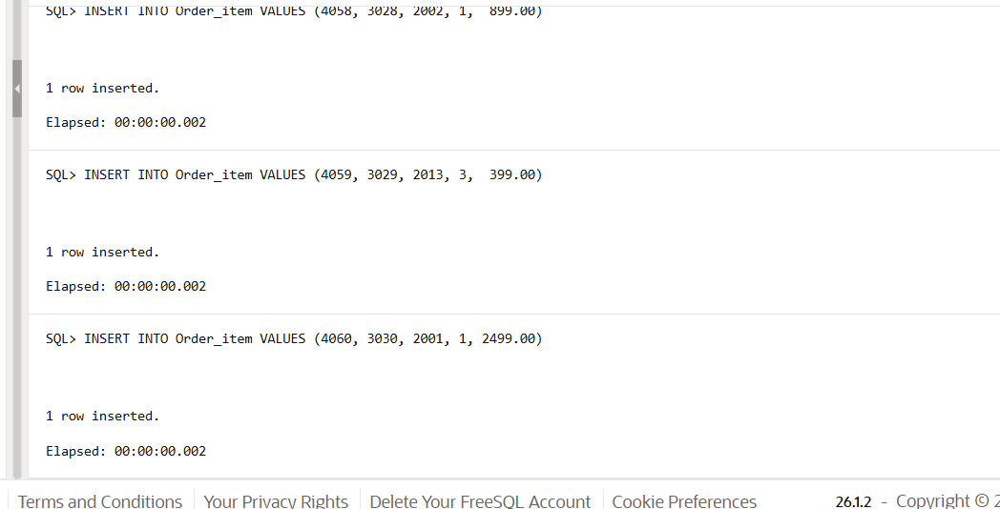 SQL> INSERT INTO Order_item VALUES (4058, 3028, 2002, 1,  899.00)
1 row inserted.
Elapsed: 00:00:00.002
SQL> INSERT INTO Order_item VALUES (4059, 3029, 2013, 3,  399.00)
1 row inserted.
Elapsed: 00:00:00.002
SQL> INSERT INTO Order_item VALUES (4060, 3030, 2001, 1, 2499.00)
1 row inserted.
Elapsed: 00:00:00.002
Terms and Conditions Your Privacy Rights Delete Your FreeSQL Account Cookie Preferences 26.1.2 - Copyright ©